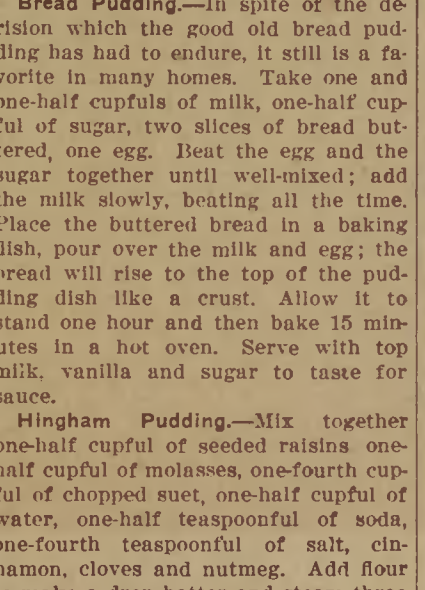 Bread Pudding.—In spite of the de-
rision which the good old bread pud-
ding has had to endure, it still is a fa-
vorite in many homes. Take one and
one-half cupfuls of milk, one-half cup-
ful of sugar, two slices of bread but-
tered, one egg. Beat the egg and the
sugar together until well-mixed; add
the milk slowly, beating all the time.
Place the buttered bread in a baking
dish, pour over the milk and egg; the
bread will rise to the top of the pud-
ding dish like a crust. Allow it to
stand one hour and then bake 15 min-
utes in a hot oven. Serve with top
milk, vanilla and sugar to taste for
sauce.
Hingham Pudding.—Mix together
one-half cupful of seeded raisins one-
half cupful of molasses, one-fourth cup-
ful of chopped suet, one-half cupful of
water, one-half teaspoonful of soda,
one-fourth teaspoonful of salt, cin-
namon, cloves and nutmeg. Add flour